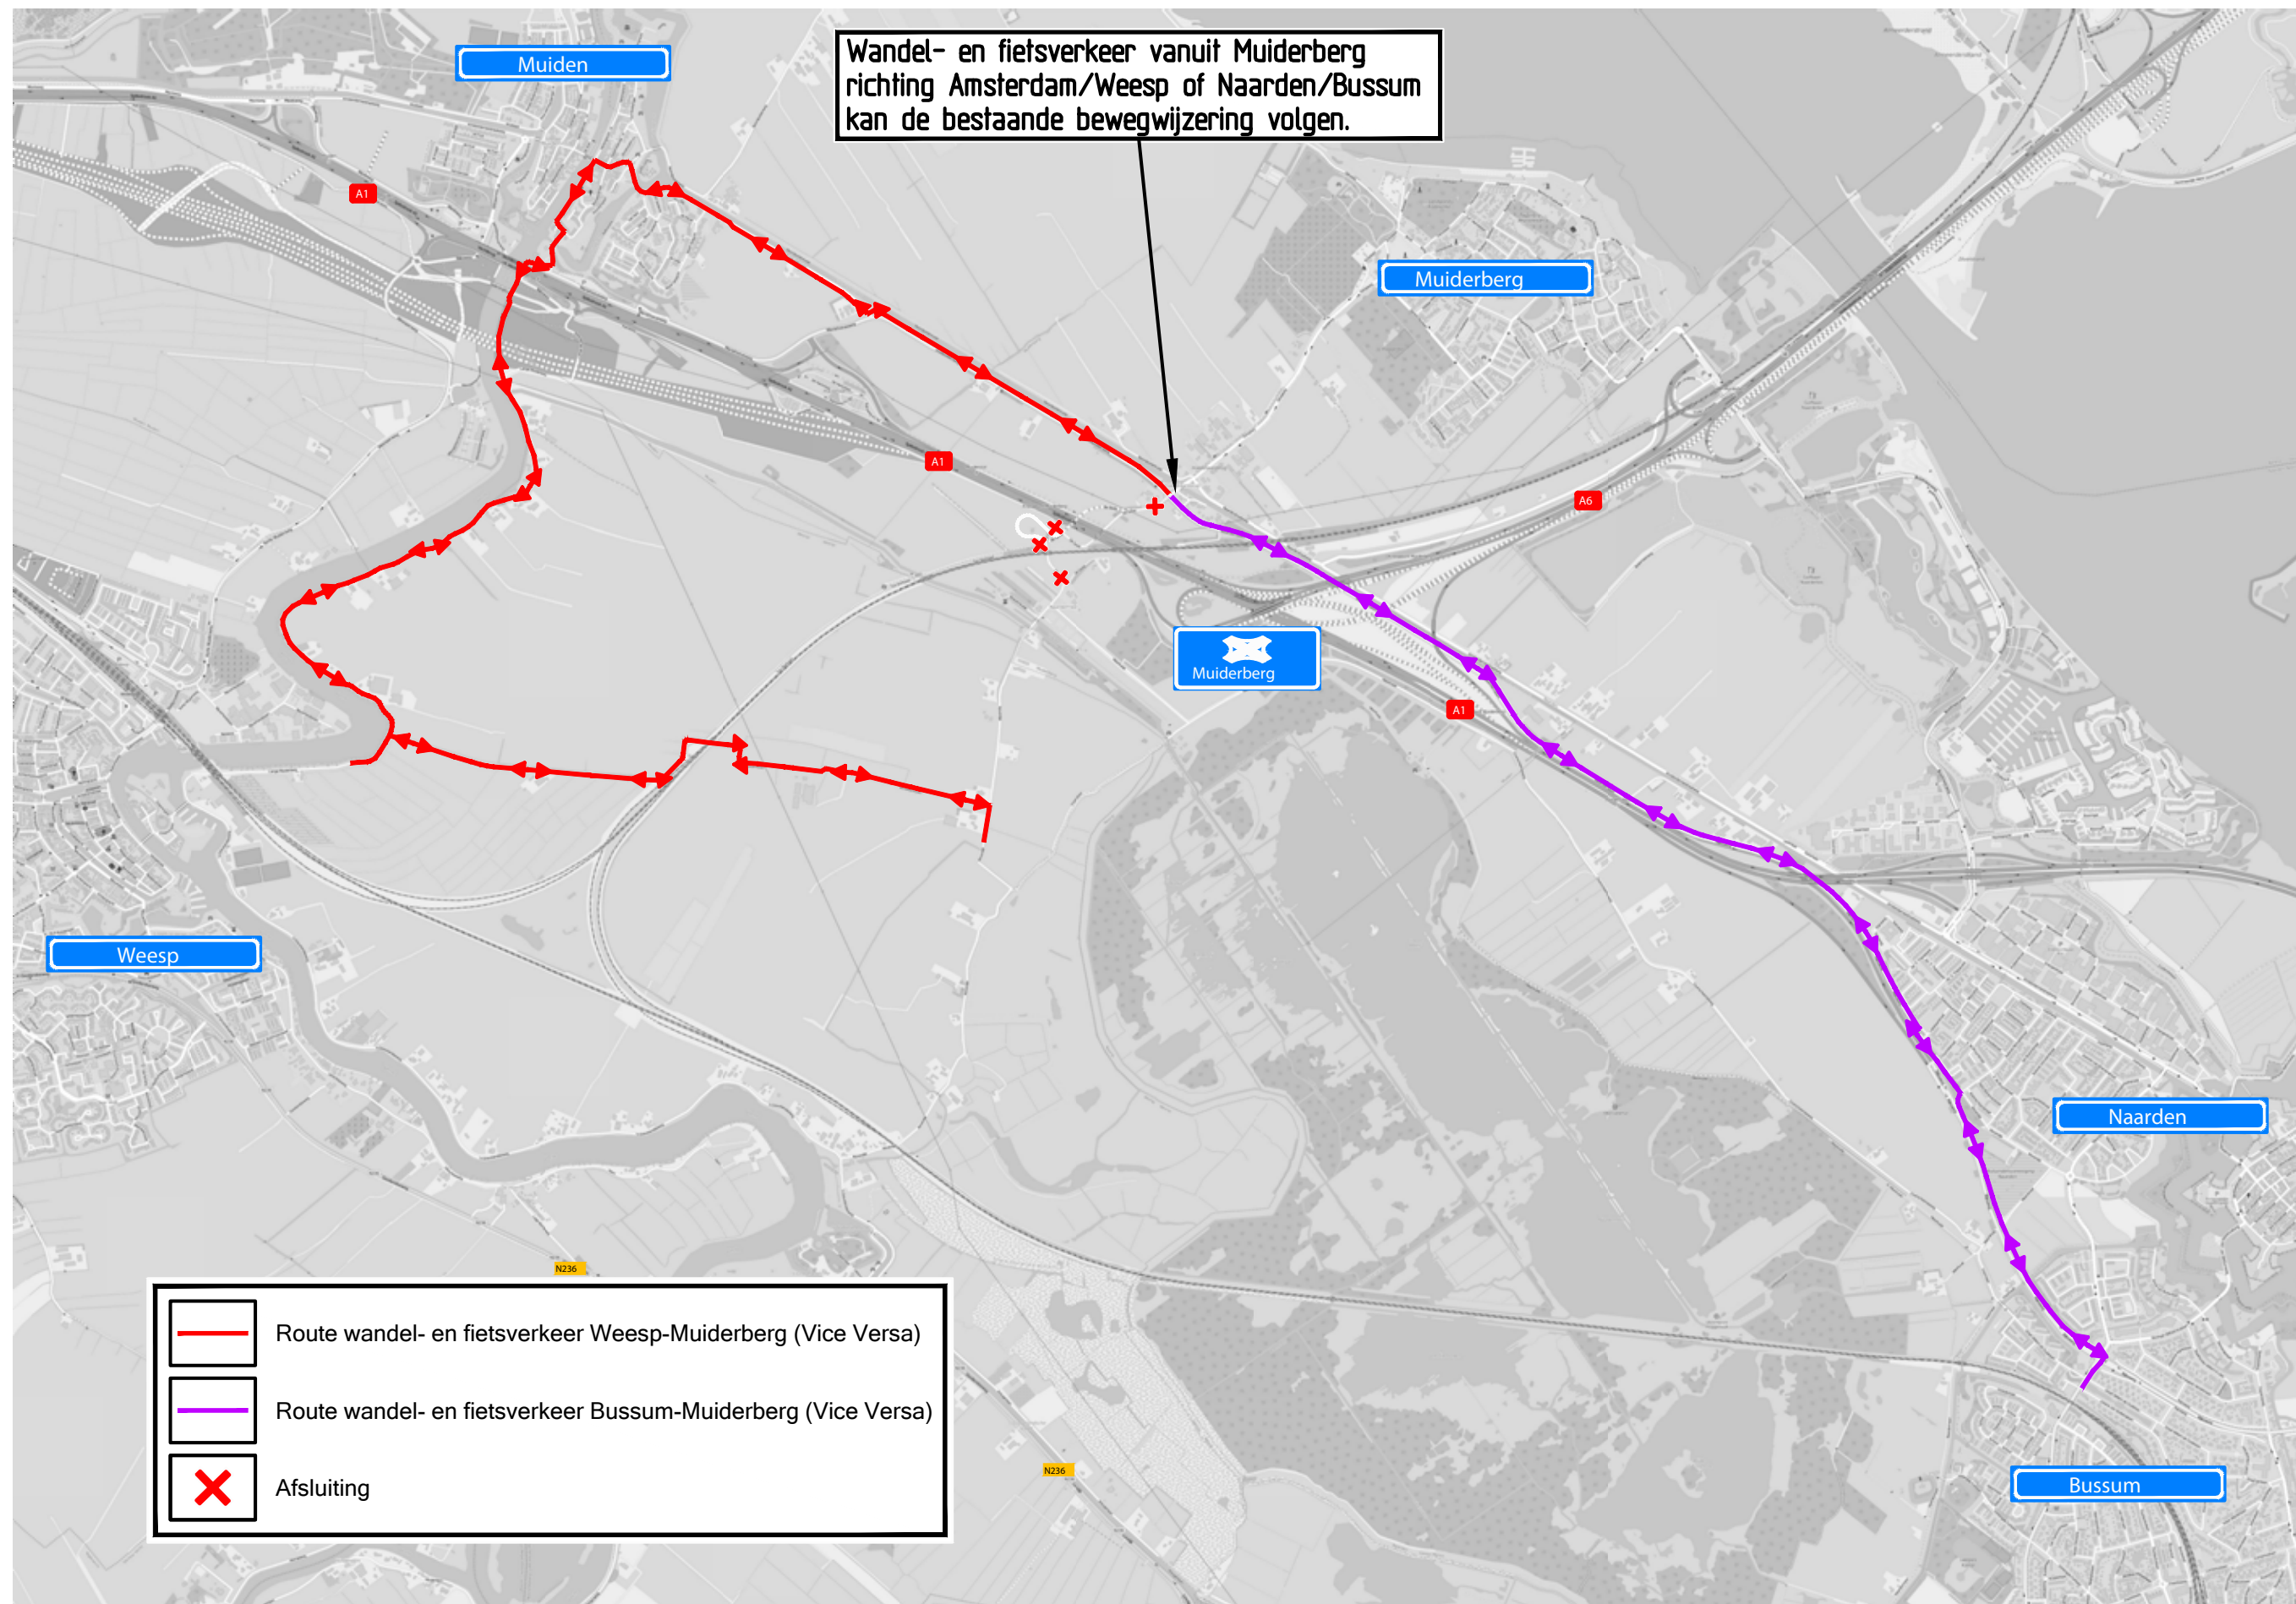 Muiden
Wandel- en fietsverkeer vanuit Muiderberg
richting Amsterdam/Weesp of Naarden/Bussum
kan de bestaande bewegwijzering volgen.
A1
Muiderberg
A1
A6
Muiderberg
A1
Weesp
Naarden
N236
Route wandel- en fietsverkeer Weesp-Muiderberg (Vice Versa)
Route wandel- en fietsverkeer Bussum-Muiderberg (Vice Versa)
Afsluiting
N236
Bussum